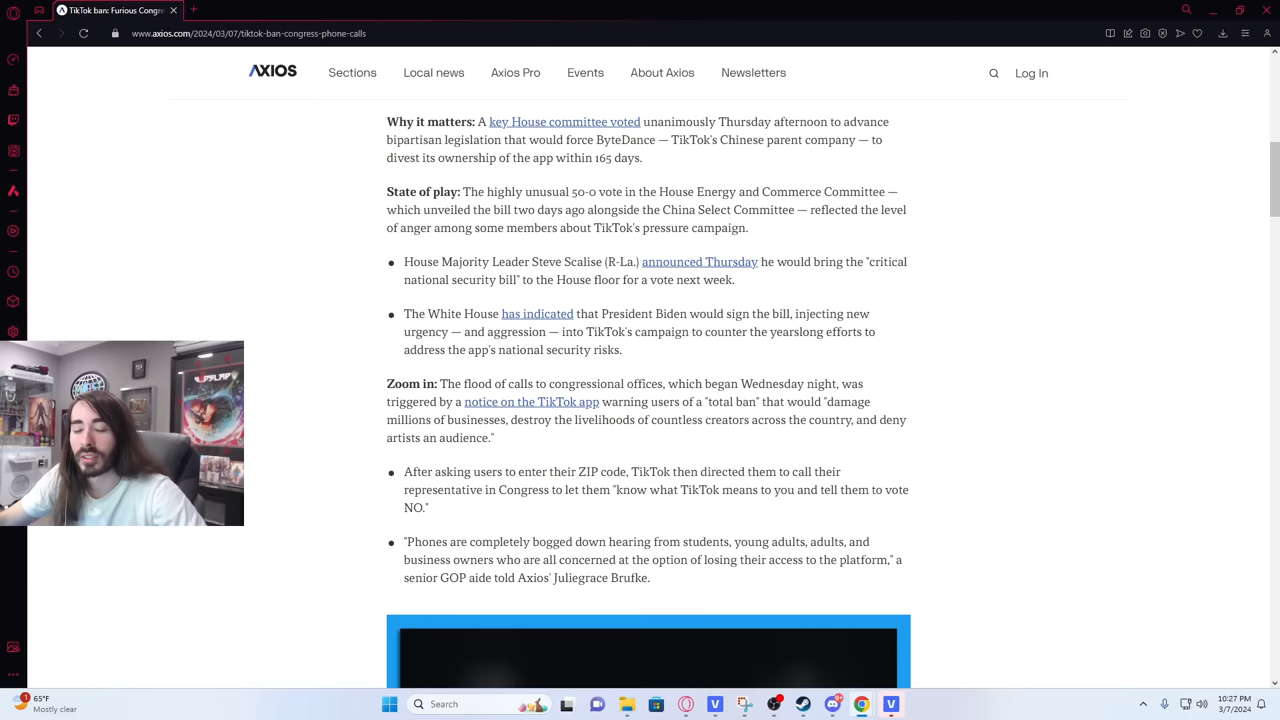 TikTok ban: Furious Congre
www.axios.com/2024/03/07/tiktok-ban-congress-phone-calls
AXIOS
Sections
Local news
Axios Pro
Events
About Axios
Newsletters
Log In
Why it matters: A key House committee voted unanimously Thursday afternoon to advance
bipartisan legislation that would force ByteDance — TikTok's Chinese parent company — to
divest its ownership of the app within 165 days.
State of play: The highly unusual 50-0 vote in the House Energy and Commerce Committee —
which unveiled the bill two days ago alongside the China Select Committee — reflected the level
of anger among some members about TikTok's pressure campaign.
House Majority Leader Steve Scalise (R-La.) announced Thursday he would bring the "critical
national security bill" to the House floor for a vote next week.
The White House has indicated that President Biden would sign the bill, injecting new
urgency — and aggression — into TikTok's campaign to counter the yearslong efforts to
address the app's national security risks.
Zoom in: The flood of calls to congressional offices, which began Wednesday night, was
triggered by a notice on the TikTok app warning users of a "total ban" that would "damage
millions of businesses, destroy the livelihoods of countless creators across the country, and deny
artists an audience."
After asking users to enter their ZIP code, TikTok then directed them to call their
representative in Congress to let them "know what TikTok means to you and tell them to vote
NO."
"Phones are completely bogged down hearing from students, young adults, adults, and
business owners who are all concerned at the option of losing their access to the platform," a
senior GOP aide told Axios' Juliegrace Brufke.
1
65°F
Mostly clear
Search
9+
10:27 PM
3/7/2024